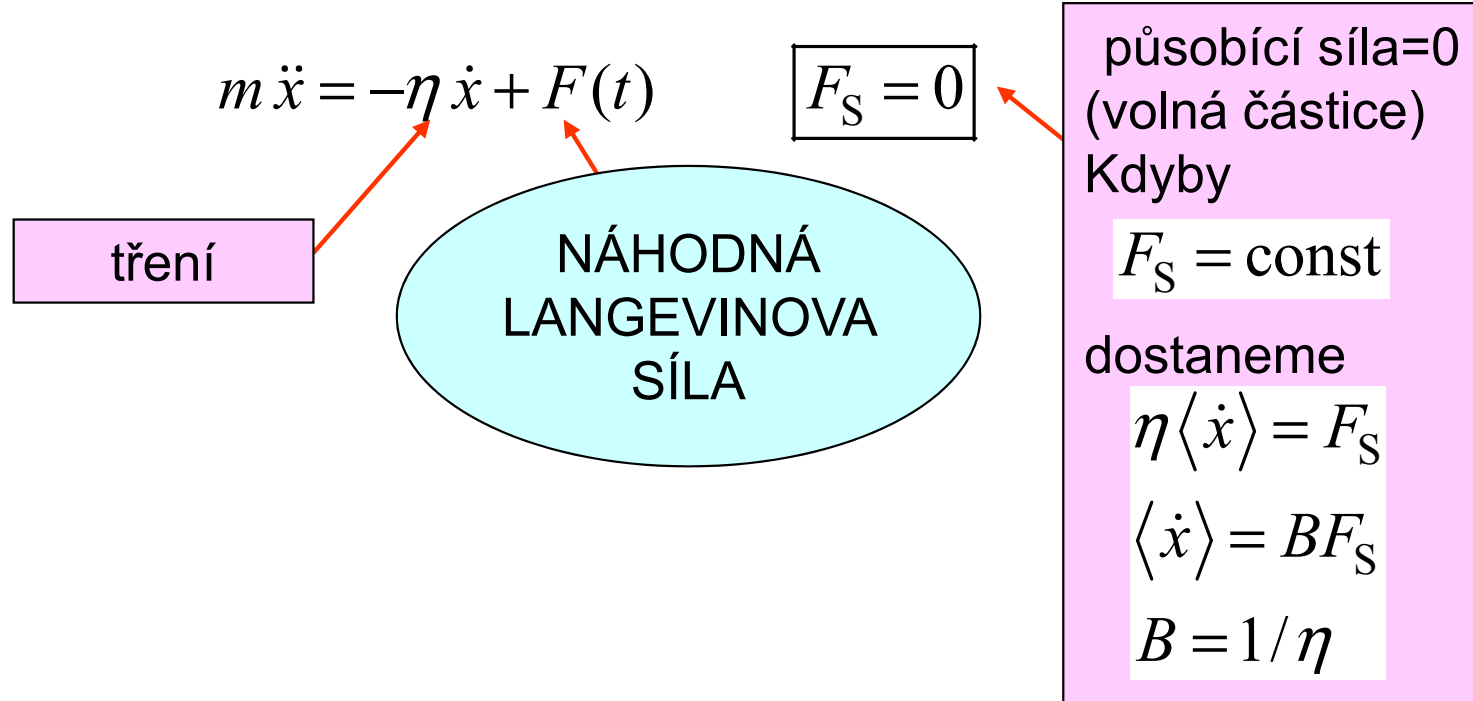 m ẍ = −η ẋ + F(t)
F_S = 0
tření
NÁHODNÁ
LANGEVINOVA
SÍLA
působící síla=0
(volná částice)
Kdyby
F_S = const
dostaneme
η⟨ẋ⟩ = F_S
⟨ẋ⟩ = BF_S
B = 1/η